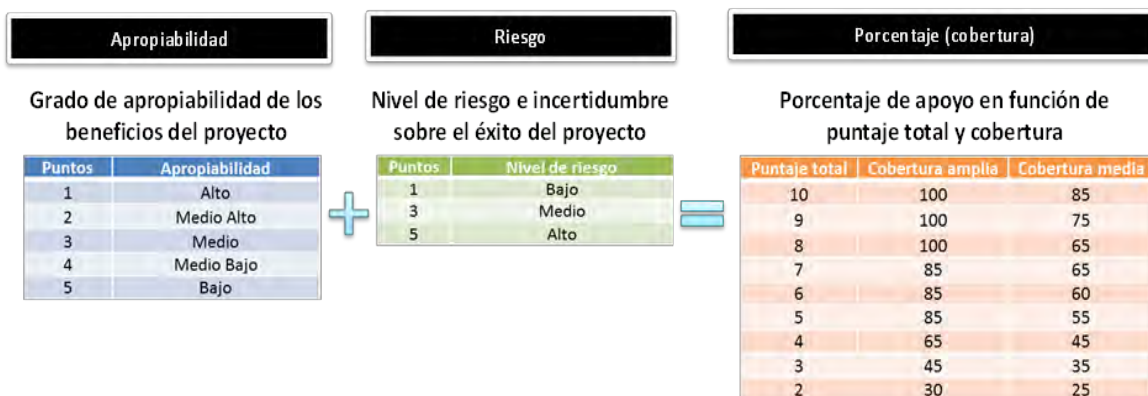 Apropiabilidad
Riesgo
Porcentaje (cobertura)
Grado de apropiabilidad de los
beneficios del proyecto
Nivel de riesgo e incertidumbre
sobre el éxito del proyecto
Porcentaje de apoyo en función de
puntaje total y cobertura
Puntos Apropiabilidad
1 Alto
2 Medio Alto
3 Medio
4 Medio Bajo
5 Bajo
+
Puntos Nivel de riesgo
1 Bajo
3 Medio
5 Alto
=
Puntaje total Cobertura amplia Cobertura media
10 100 85
9 100 75
8 100 65
7 85 65
6 85 60
5 85 55
4 65 45
3 45 35
2 30 25